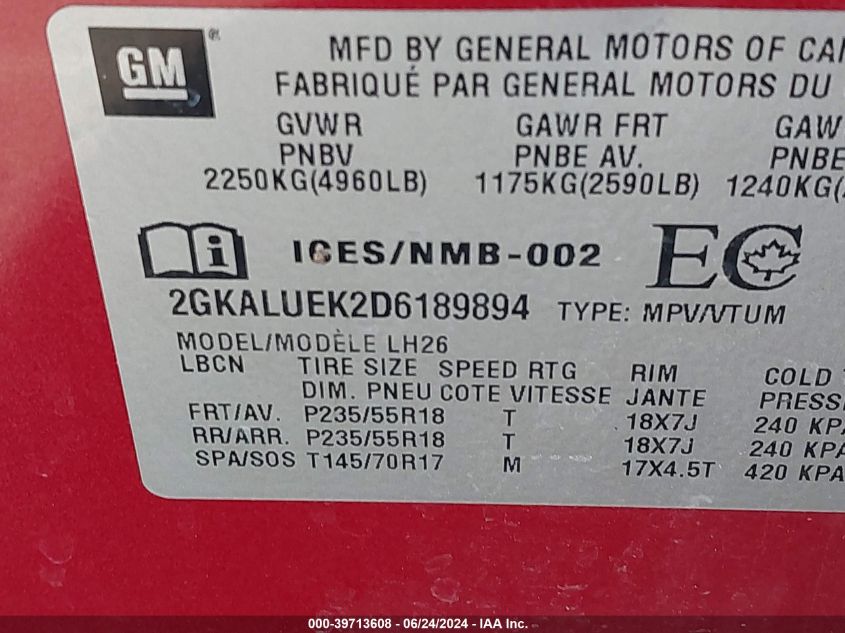 GM®
MFD BY GENERAL MOTORS OF
FABRIQUÉ PAR GENERAL MOTORS DU
GVWR GAWR FRT
PNBV PNBE AV. PNBE
2250KG(4960LB) 1175KG(2590LB) 1240KG
ICES/NMB-002 EC
2GKALUEK2D6189894 TYPE: MPV/VTUM
MODEL/MODÈLE LH26
LBCN TIRE SIZE SPEED RTG RIM COLD
DIM. PNEU COTE VITESSE JANTE
FRT/AV. P235/55R18 T 18X7J 240 KPA
RR/ARR. P235/55R18 T 18X7J 240 KPA
SPA/SOS T145/70R17 M 17X4.5T 420 KPA
000-39713608 - 06/24/2024 - IAA Inc.